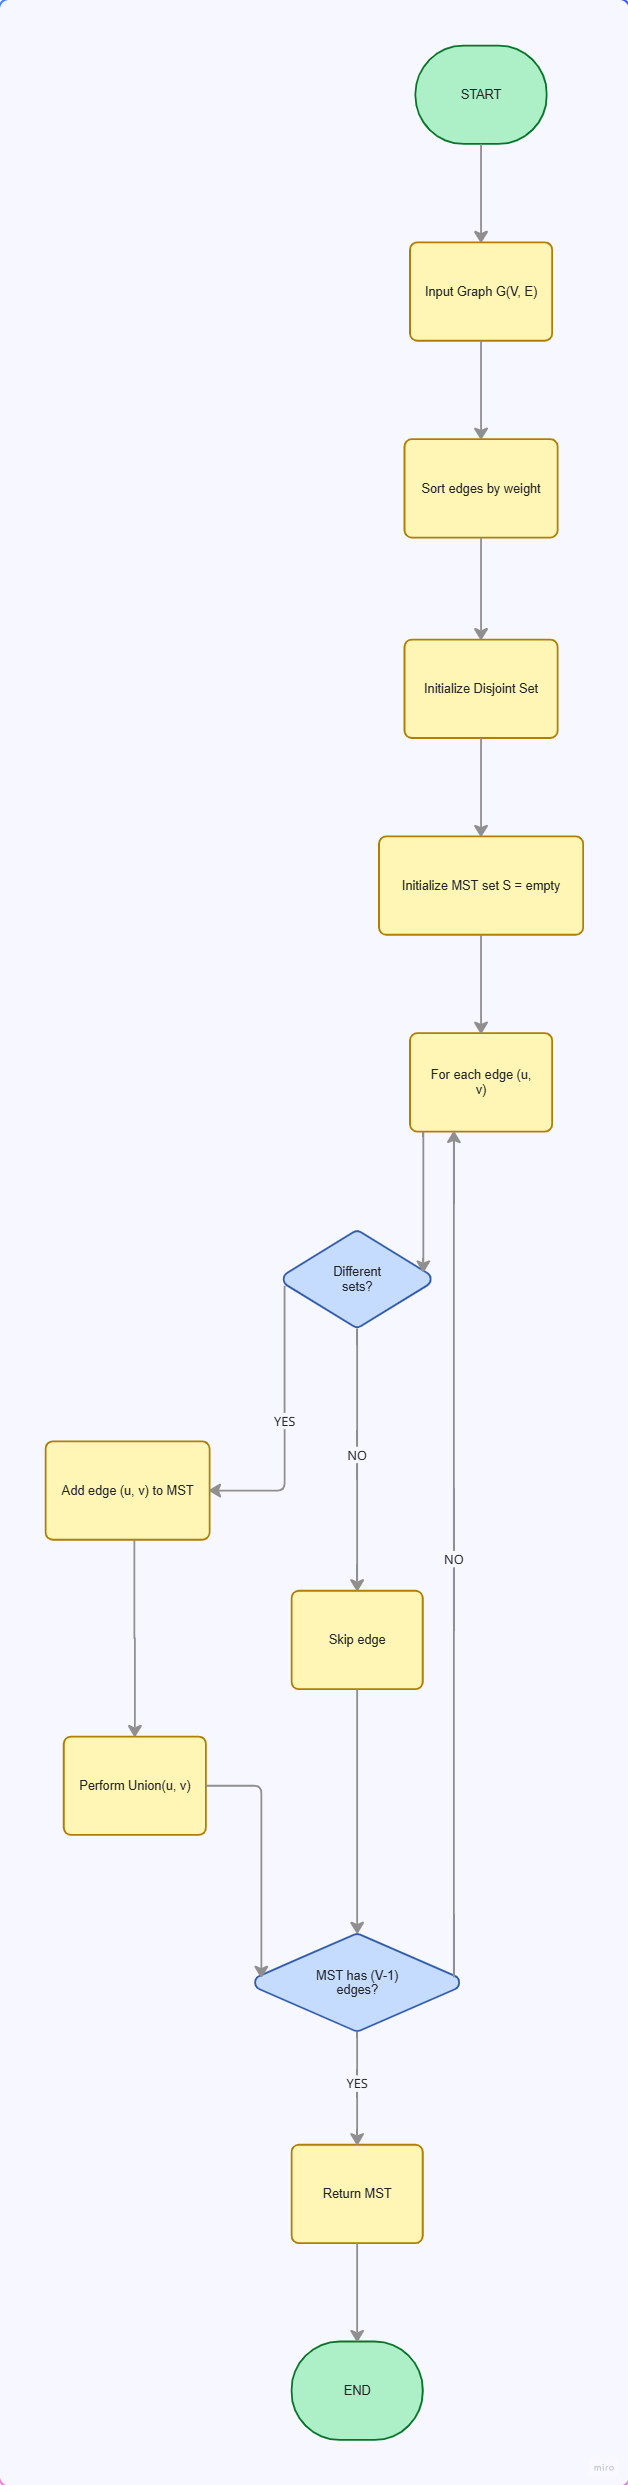 START
Input Graph G(V, E)
Sort edges by weight
Initialize Disjoint Set
Initialize MST set S = empty
For each edge (u,
v)
Different
sets?
YES
NO
Add edge (u, v) to MST
NO
Skip edge
Perform Union(u, v)
MST has (V-1)
edges?
YES
Return MST
END
miro